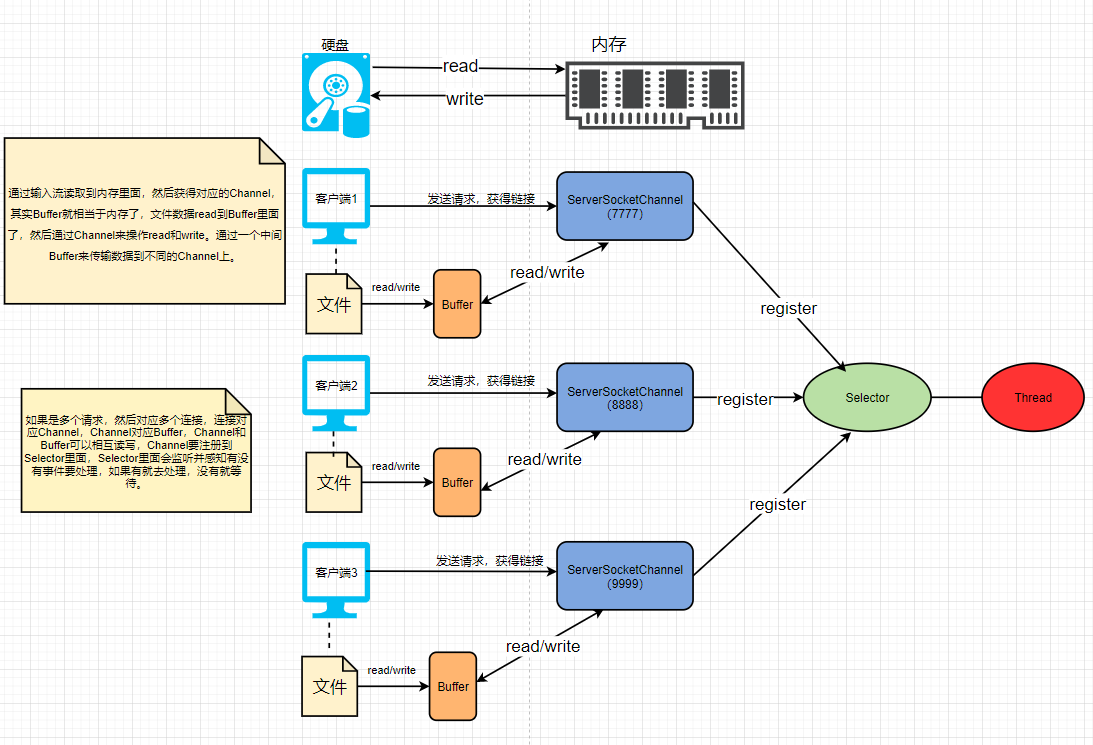 硬盘
内存
read
write
通过输入流读取到内存里面，然后获得对应的Channel，
其实Buffer就相当于内存了，文件数据read到Buffer里面
了，然后通过Channel来操作read和write。通过一个中间
Buffer来传输数据到不同的Channel上。
客户端1
发送请求，获得链接
ServerSocketChannel
（7777）
文件
read/write
Buffer
read/write
register
客户端2
发送请求，获得链接
ServerSocketChannel
（8888）
register
Selector
Thread
如果是多个请求，然后对应多个连接，连接对
应Channel，Channel对应Buffer，Channel和
Buffer可以相互读写，Channel要注册到
Selector里面，Selector里面会监听并感知有没
有事件要处理，如果有就去处理，没有就等
待。
文件
read/write
Buffer
read/write
register
客户端3
发送请求，获得链接
ServerSocketChannel
（9999）
文件
read/write
Buffer
read/write